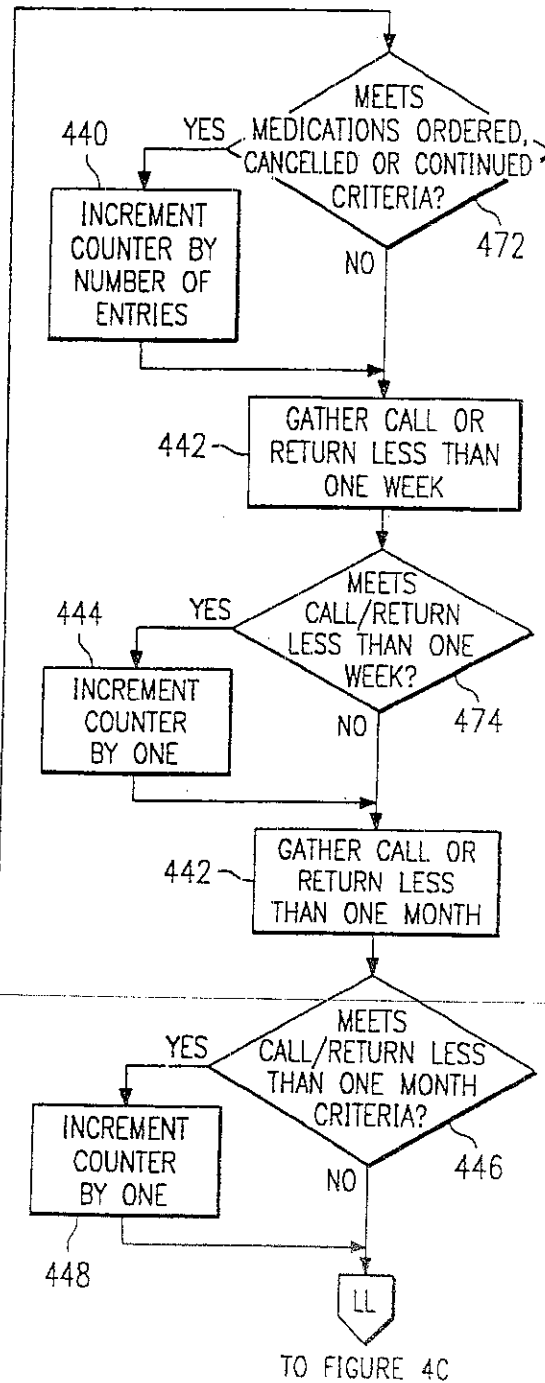 MEETS
MEDICATIONS ORDERED,
CANCELLED OR CONTINUED
CRITERIA?
472
YES
NO
440
INCREMENT
COUNTER BY
NUMBER OF
ENTRIES
442
GATHER CALL OR
RETURN LESS THAN
ONE WEEK
MEETS
CALL/RETURN
LESS THAN ONE
WEEK?
474
YES
NO
444
INCREMENT
COUNTER
BY ONE
442
GATHER CALL OR
RETURN LESS
THAN ONE MONTH
MEETS
CALL/RETURN LESS
THAN ONE MONTH
CRITERIA?
446
YES
NO
INCREMENT
COUNTER
BY ONE
448
LL
TO FIGURE 4C